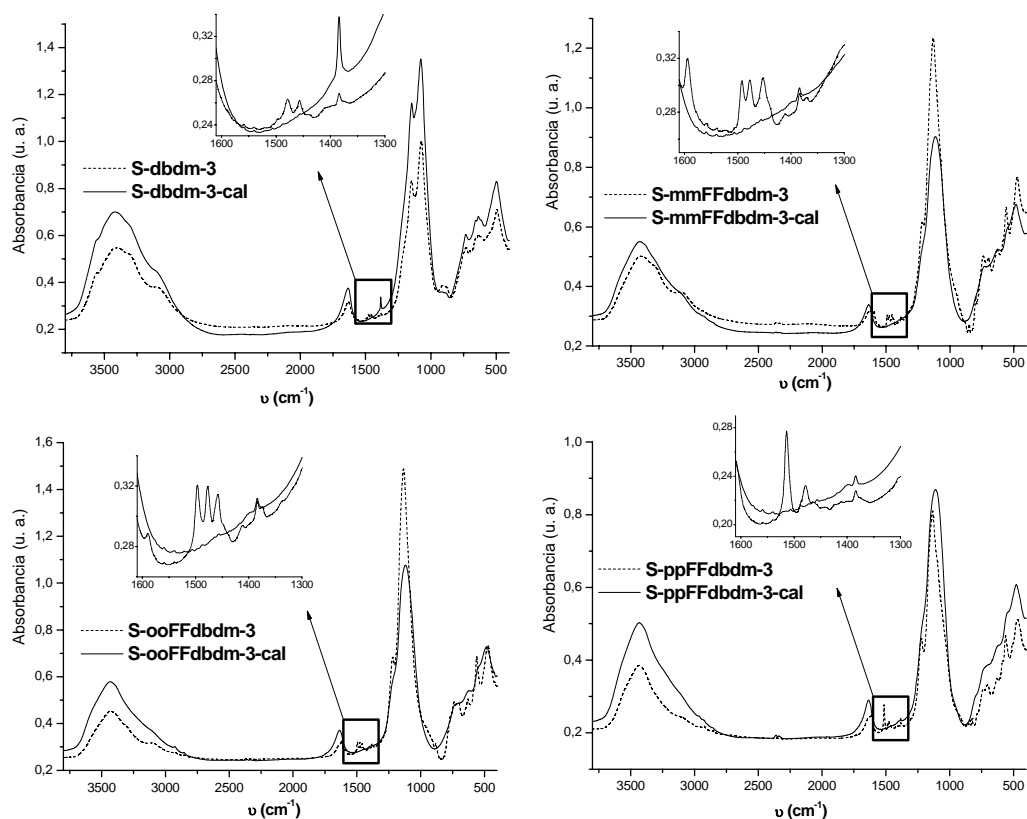 0,32
0,28
0,24
1600 1500 1400 1300
1,4
1,2
1,0
0,8
0,6
0,4
0,2
Absorbancia (u. a.)
S-dbdm-3
S-dbdm-3-cal
3500 3000 2500 2000 1500 1000 500
υ (cm-1)
0,32
0,28
1600 1500 1400 1300
1,2
1,0
0,8
0,6
0,4
0,2
Absorbancia (u. a.)
S-mmFFdbdm-3
S-mmFFdbdm-3-cal
3500 3000 2500 2000 1500 1000 500
υ (cm-1)
0,32
0,28
1600 1500 1400 1300
1,6
1,4
1,2
1,0
0,8
0,6
0,4
0,2
Absorbancia (u. a.)
S-ooFFdbdm-3
S-ooFFdbdm-3-cal
3500 3000 2500 2000 1500 1000 500
υ (cm-1)
0,28
0,24
0,20
1600 1500 1400 1300
1,0
0,8
0,6
0,4
0,2
Absorbancia (u. a.)
S-ppFFdbdm-3
S-ppFFdbdm-3-cal
3500 3000 2500 2000 1500 1000 500
υ (cm-1)